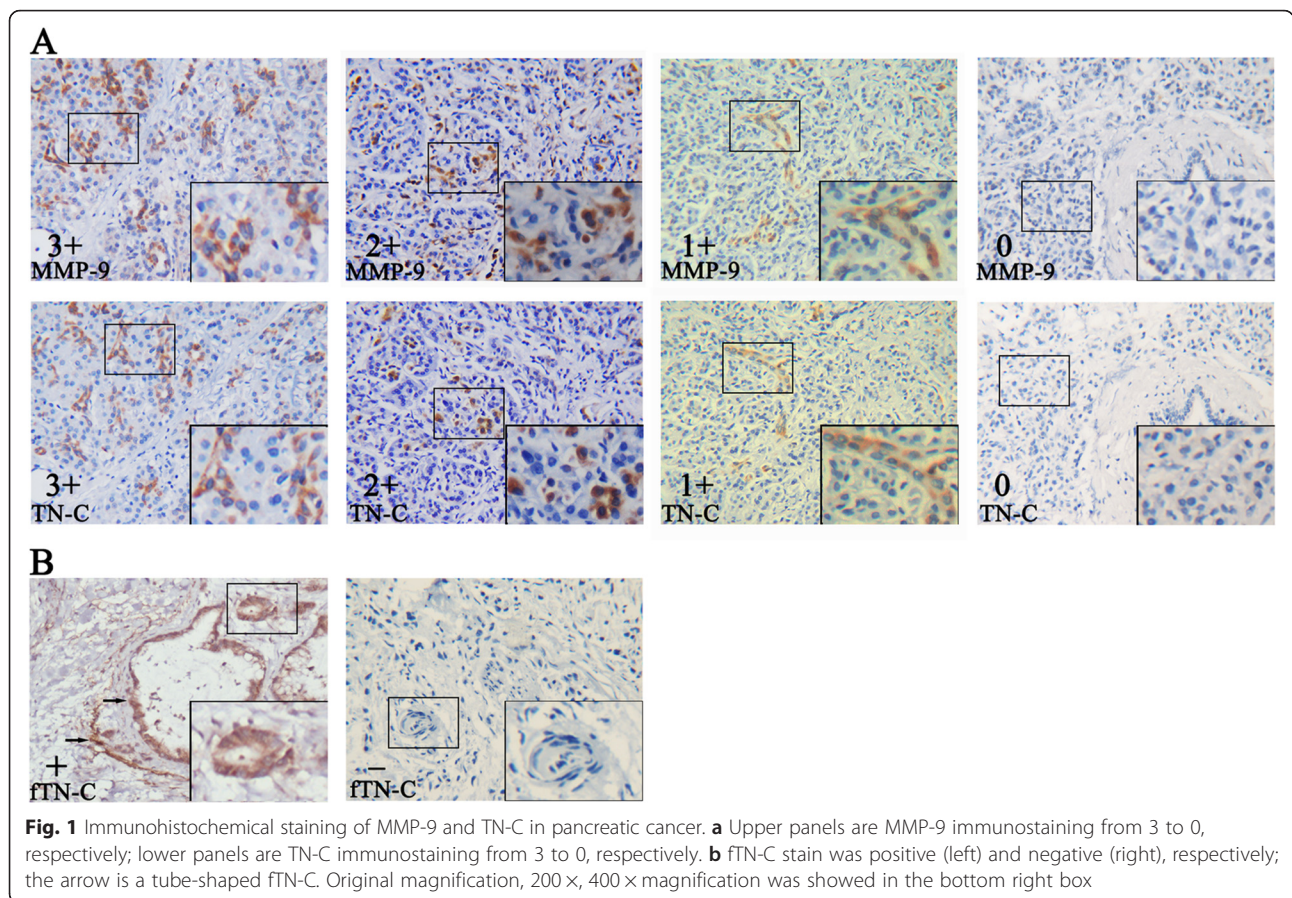 A
3+
MMP-9
2+
MMP-9
1+
MMP-9
0
MMP-9
3+
TN-C
2+
TN-C
1+
TN-C
0
TN-C
B
+
fTN-C
−
fTN-C
Fig. 1 Immunohistochemical staining of MMP-9 and TN-C in pancreatic cancer. a Upper panels are MMP-9 immunostaining from 3 to 0,
respectively; lower panels are TN-C immunostaining from 3 to 0, respectively. b fTN-C stain was positive (left) and negative (right), respectively;
the arrow is a tube-shaped fTN-C. Original magnification, 200 ×, 400 × magnification was showed in the bottom right box